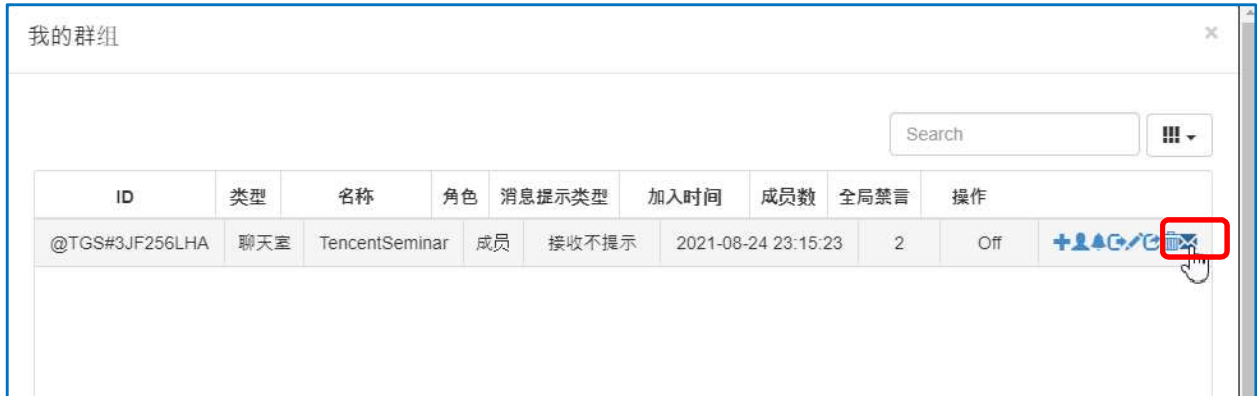 我的群组
Search
ID 类型 名称 角色 消息提示类型 加入时间 成员数 全局禁言 操作
@TGS#3JF256LHA 聊天室 TencentSeminar 成员 接收不提示 2021-08-24 23:15:23 2 Off